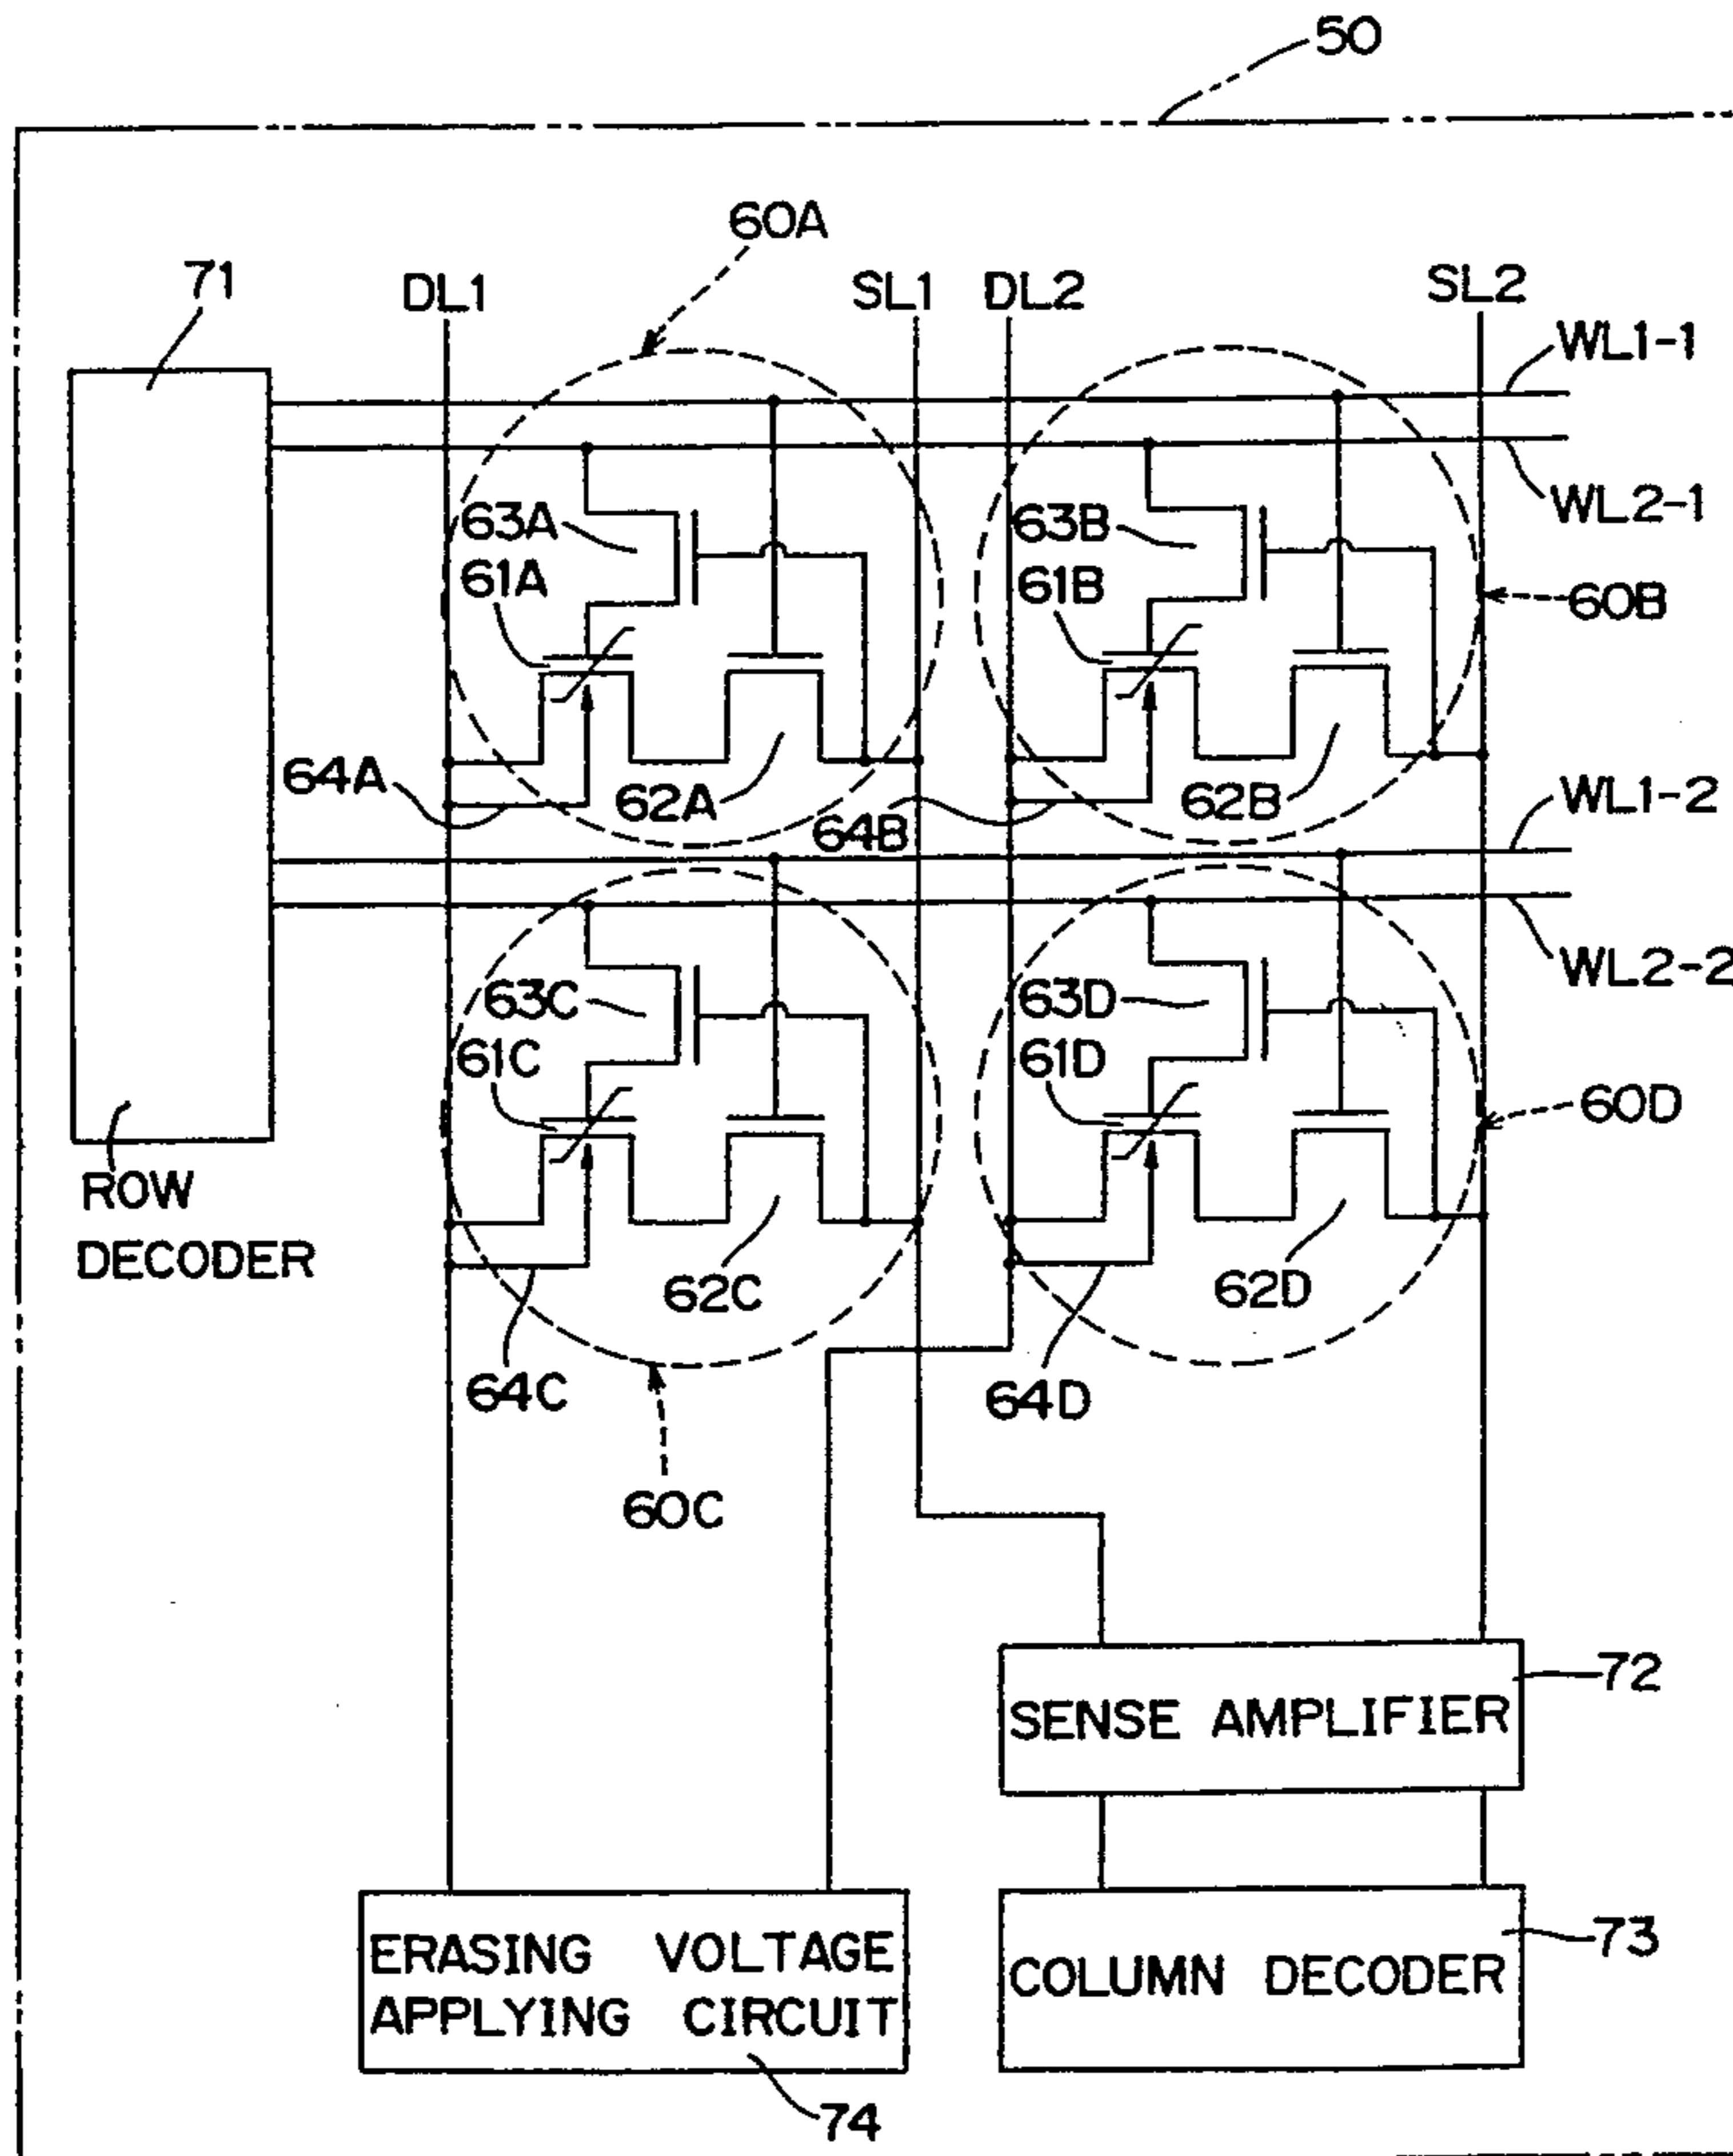 50
60A
71
DL1
SL1
DL2
SL2
WL1-1
WL2-1
63A
63B
61A
61B
60B
64A
62A
64B
62B
WL1-2
WL2-2
63C
63D
61C
61D
60D
ROW
DECODER
62C
62D
64C
64D
60C
72
SENSE AMPLIFIER
73
ERASING VOLTAGE
APPLYING CIRCUIT
COLUMN DECODER
74